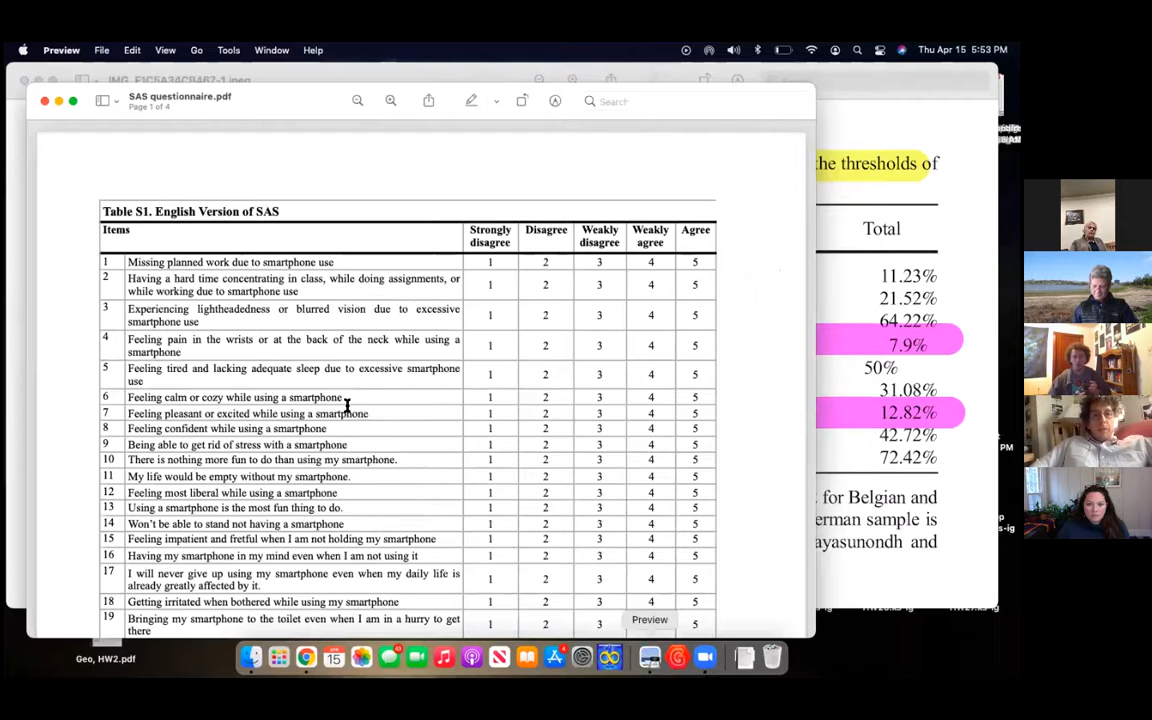 Preview File Edit View Go Tools Window Help
Thu Apr 15 5:53 PM
SAS questionnaire.pdf
Page 1 of 4
Search
Table S1. English Version of SAS
Items Strongly disagree Disagree Weakly disagree Weakly agree Agree
1 Missing planned work due to smartphone use 1 2 3 4 5
2 Having a hard time concentrating in class, while doing assignments, or
while working due to smartphone use 1 2 3 4 5
3 Experiencing lightheadedness or blurred vision due to excessive
smartphone use 1 2 3 4 5
4 Feeling pain in the wrists or at the back of the neck while using a
smartphone 1 2 3 4 5
5 Feeling tired and lacking adequate sleep due to excessive smartphone
use 1 2 3 4 5
6 Feeling calm or cozy while using a smartphone 1 2 3 4 5
7 Feeling pleasant or excited while using a smartphone 1 2 3 4 5
8 Feeling confident while using a smartphone 1 2 3 4 5
9 Being able to get rid of stress with a smartphone 1 2 3 4 5
10 There is nothing more fun to do than using my smartphone. 1 2 3 4 5
11 My life would be empty without my smartphone. 1 2 3 4 5
12 Feeling most liberal while using a smartphone 1 2 3 4 5
13 Using a smartphone is the most fun thing to do. 1 2 3 4 5
14 Won't be able to stand not having a smartphone 1 2 3 4 5
15 Feeling impatient and fretful when I am not holding my smartphone 1 2 3 4 5
16 Having my smartphone in my mind even when I am not using it 1 2 3 4 5
17 I will never give up using my smartphone even when my daily life is
already greatly affected by it. 1 2 3 4 5
18 Getting irritated when bothered while using my smartphone 1 2 3 4 5
19 Bringing my smartphone to the toilet even when I am in a hurry to get
there 1 2 3 4 5
the thresholds of
Total
11.23%
21.52%
64.22%
7.9%
50%
31.08%
12.82%
42.72%
72.42%
for Belgian and
erman sample is
ayasunondh and
Preview
Geo, HW2.pdf
APR
15